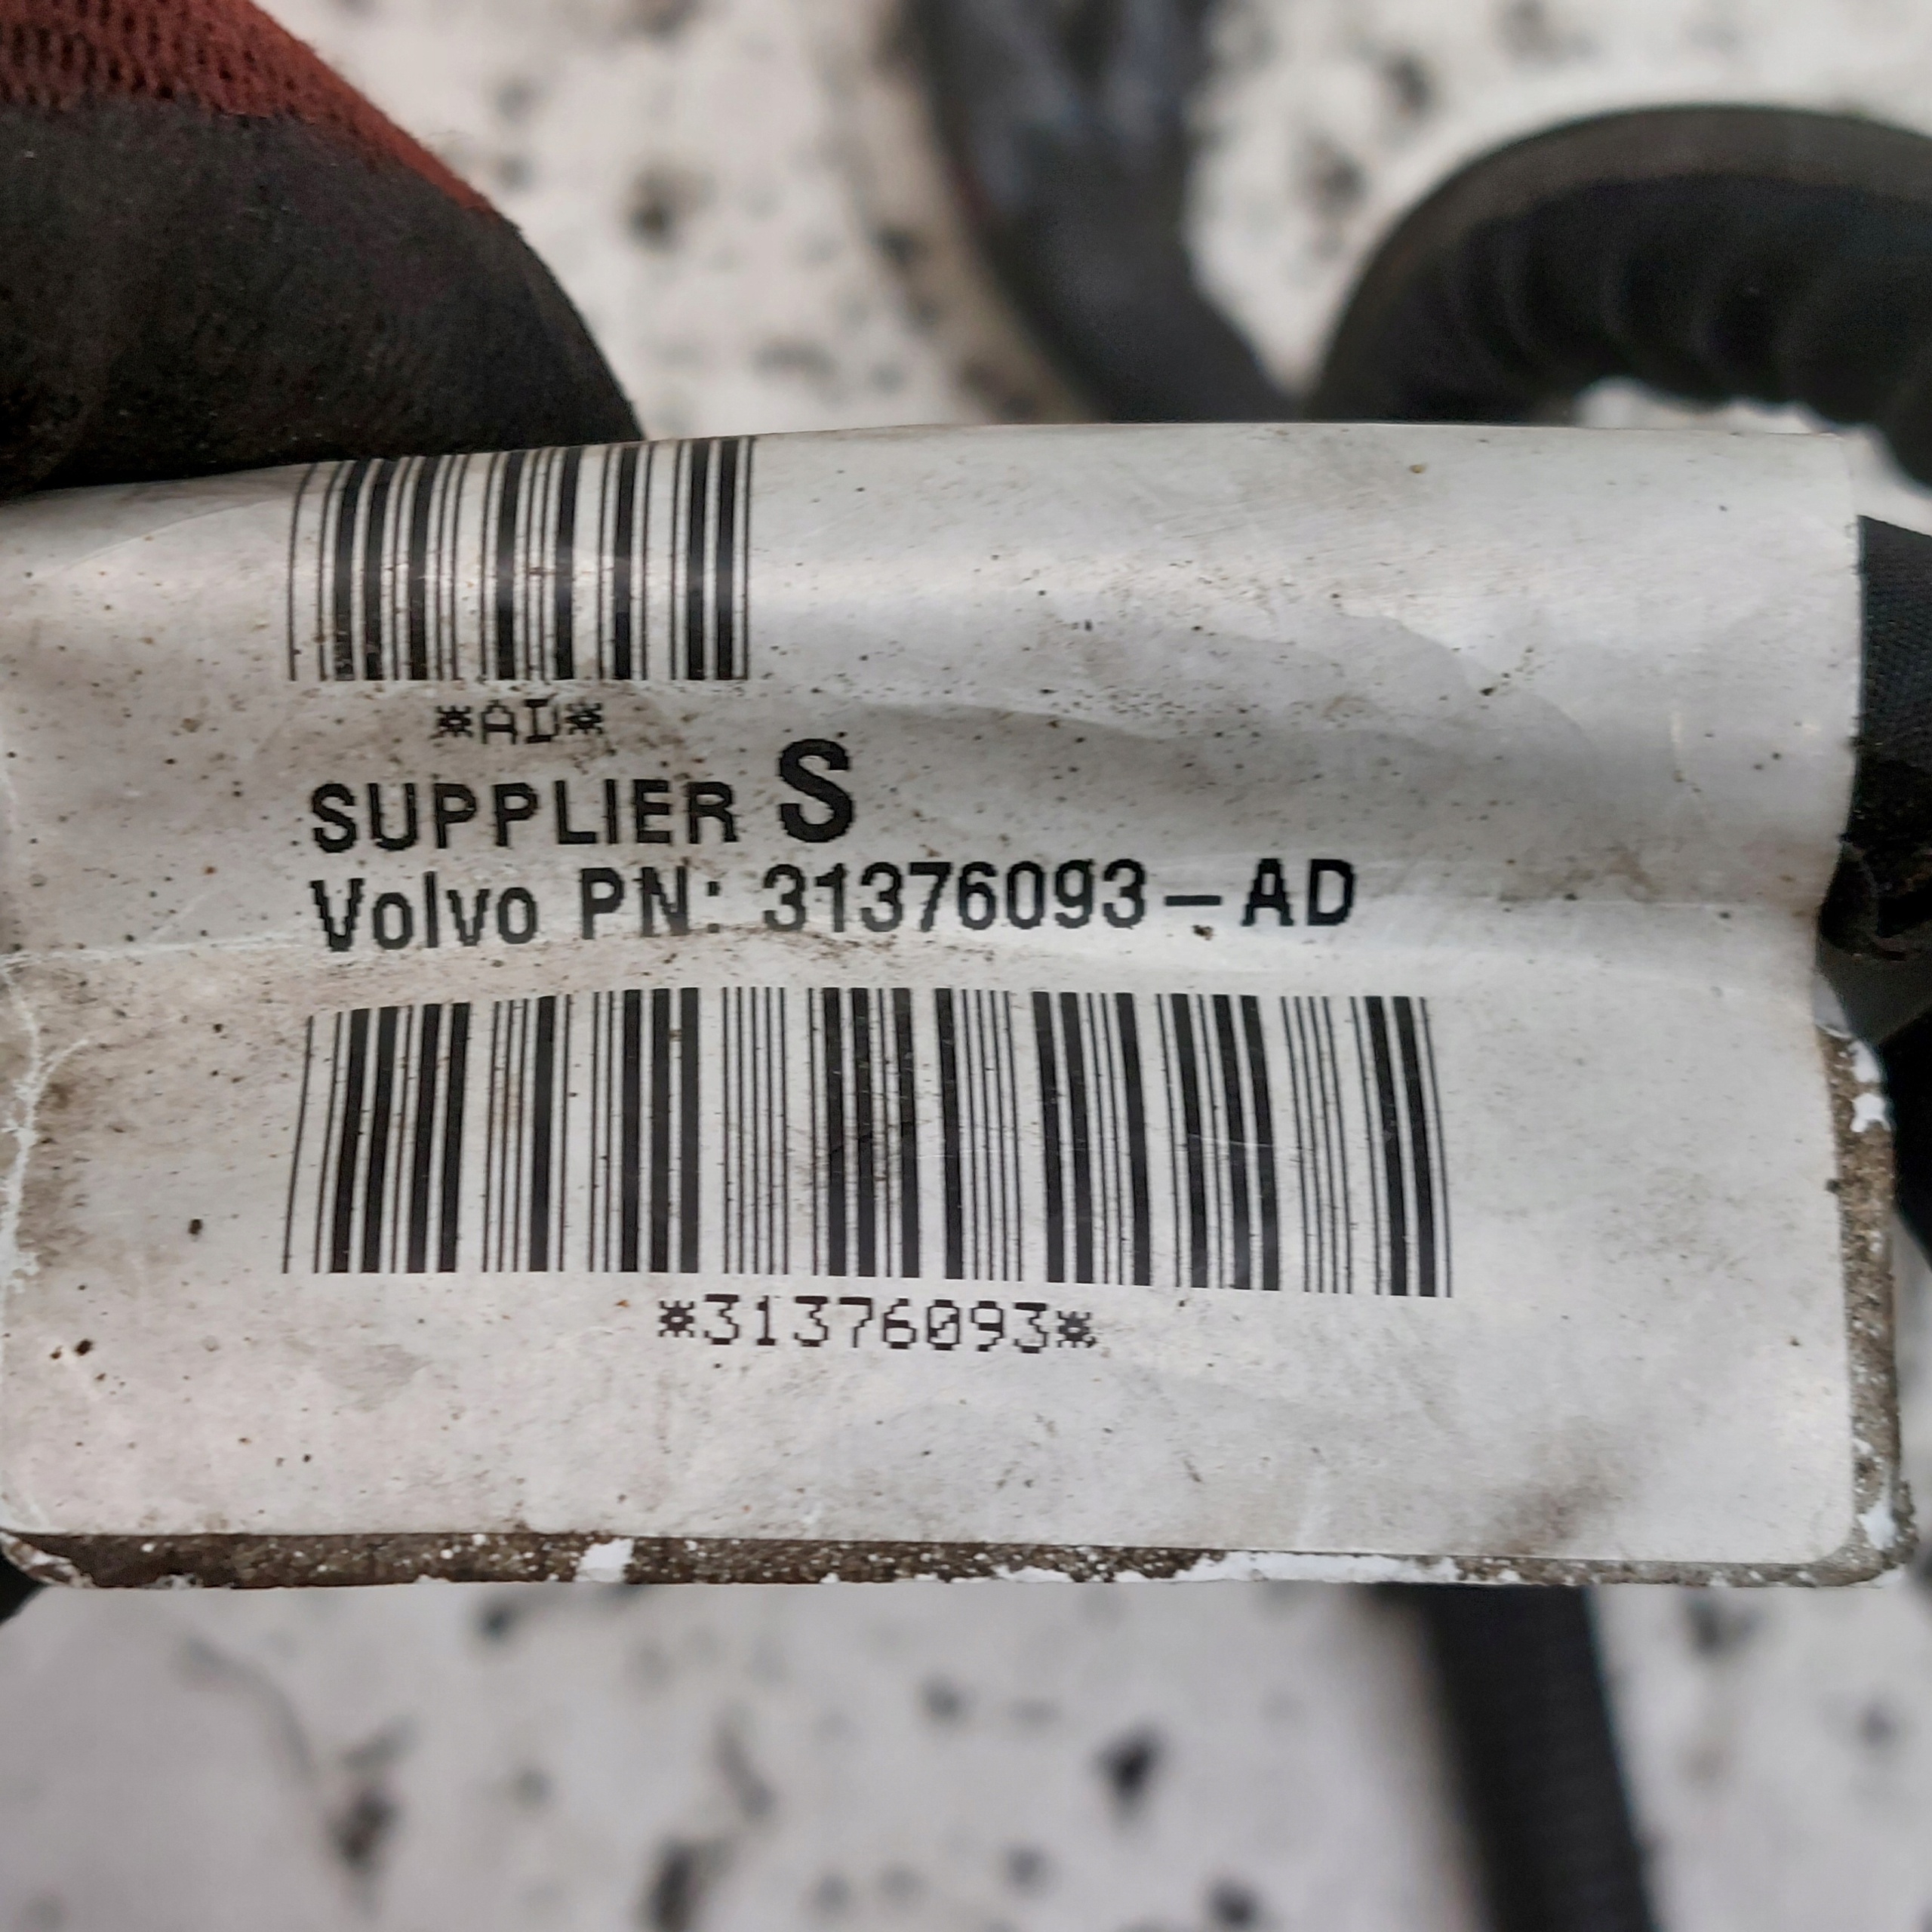 *AD*
SUPPLIER S
Volvo PN: 31376093-AD
*31376093*